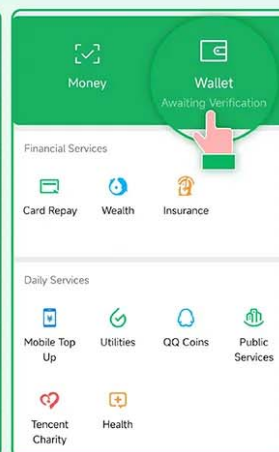 Money
Wallet
Awaiting Verification
Financial Services
Card Repay
Wealth
Insurance
Daily Services
Mobile Top
Up
Utilities
QQ Coins
Public
Services
Tencent
Charity
Health